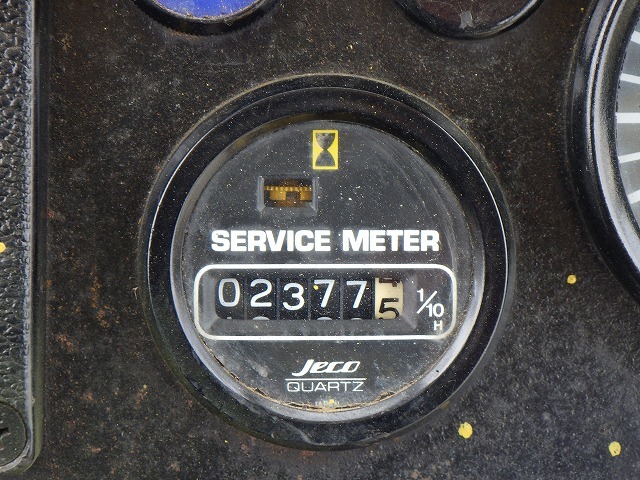 SERVICE METER
023775 1/10 H
Jeco
QUARTZ